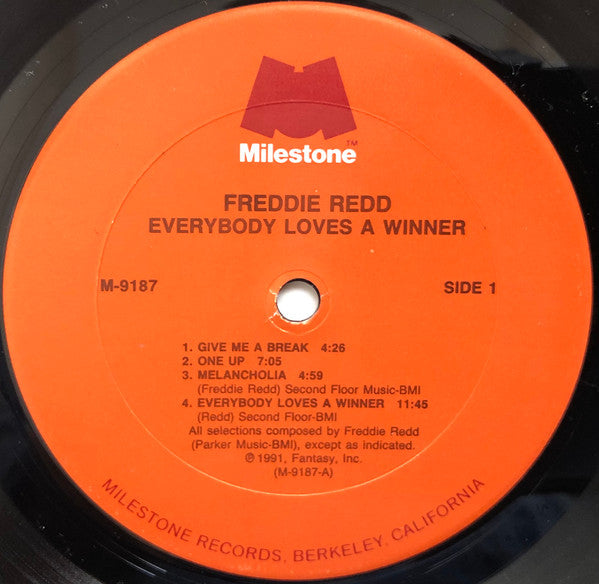 Milestone™
FREDDIE REDD
EVERYBODY LOVES A WINNER
M-9187 SIDE 1
1. GIVE ME A BREAK 4:26
2. ONE UP 7:05
3. MELANCHOLIA 4:59
(Freddie Redd) Second Floor Music-BMI
4. EVERYBODY LOVES A WINNER 11:45
(Redd) Second Floor-BMI
All selections composed by Freddie Redd
(Parker Music-BMI), except as indicated.
℗ 1991, Fantasy, Inc.
(M-9187-A)
MILESTONE RECORDS, BERKELEY, CALIFORNIA